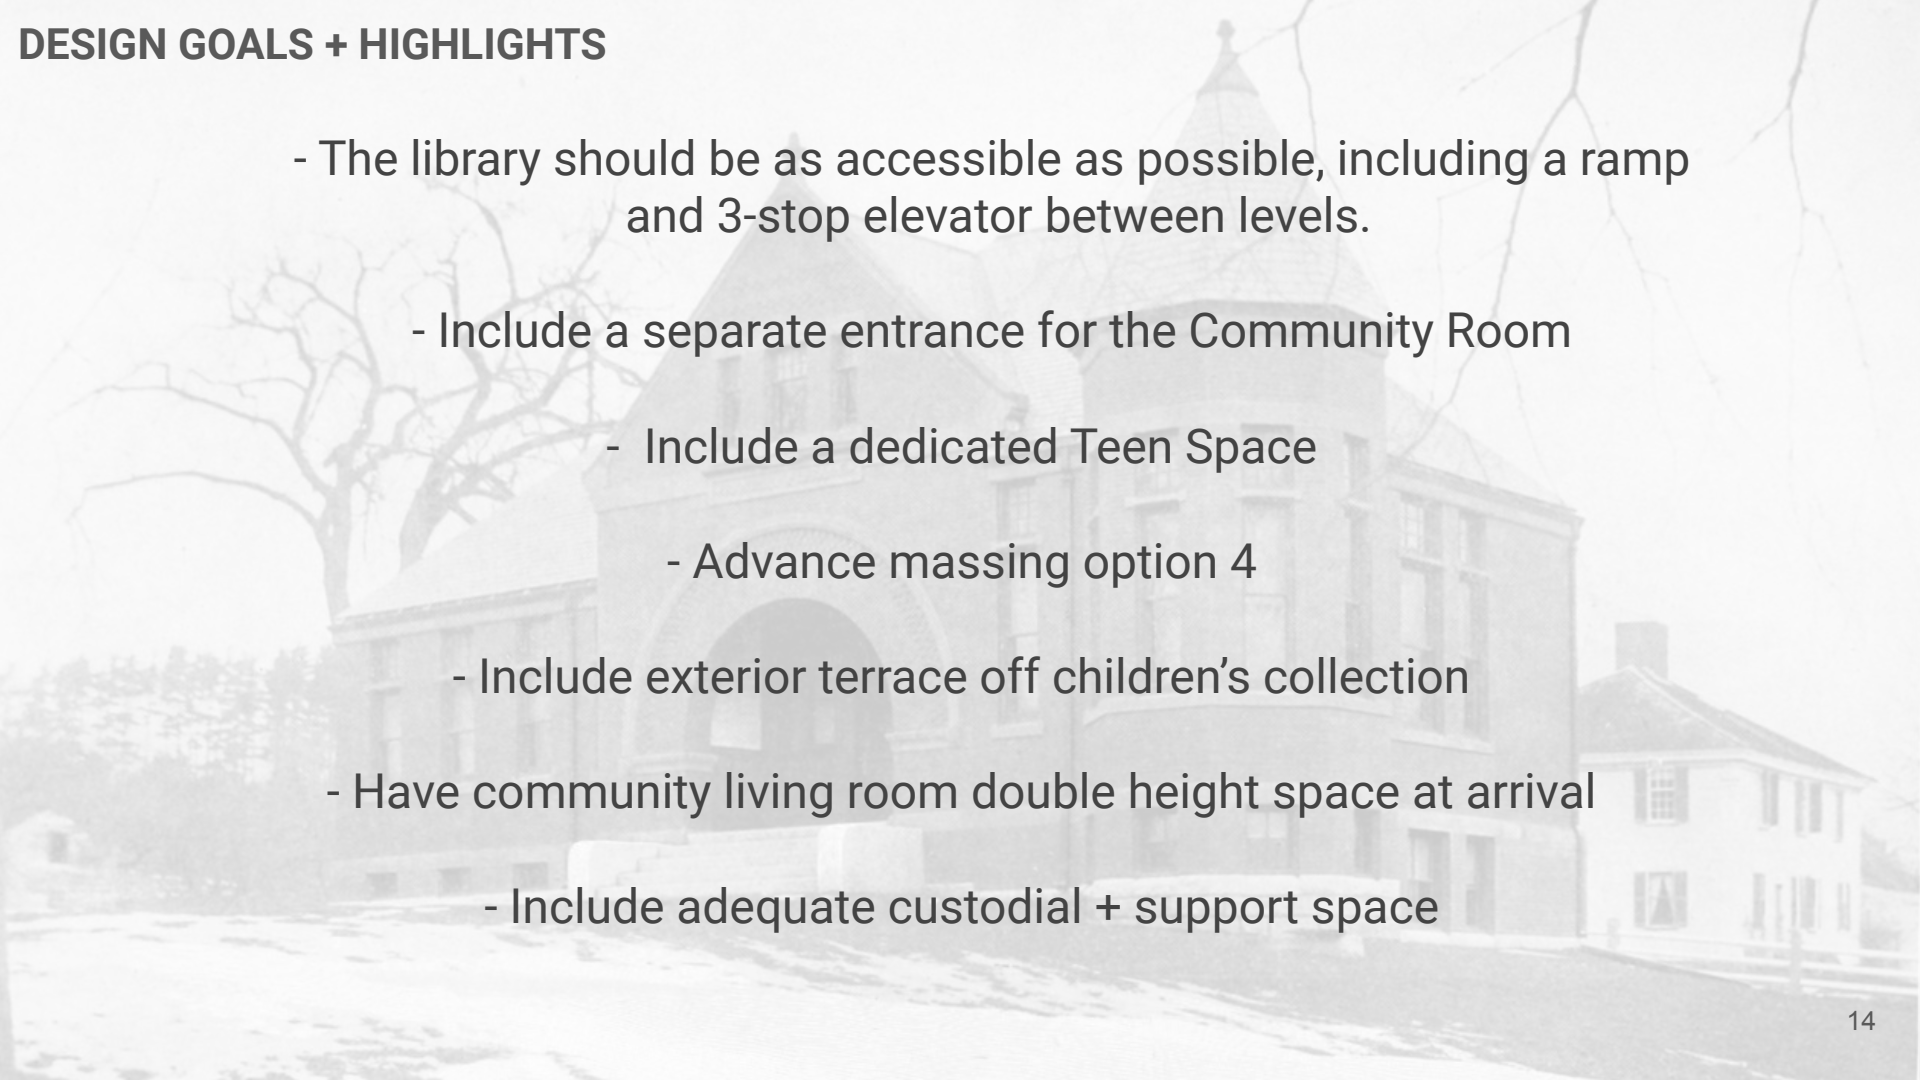 DESIGN GOALS + HIGHLIGHTS
- The library should be as accessible as possible, including a ramp
and 3-stop elevator between levels.
- Include a separate entrance for the Community Room
-  Include a dedicated Teen Space
- Advance massing option 4
- Include exterior terrace off children’s collection
- Have community living room double height space at arrival
- Include adequate custodial + support space
14